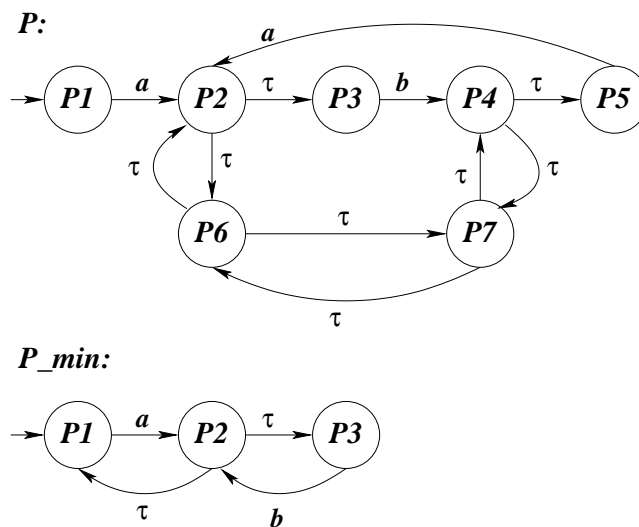 P:
a
P1 a P2 τ P3 b P4 τ P5
τ τ τ τ
P6 τ P7
τ
P_min:
P1 a P2 τ P3
τ b